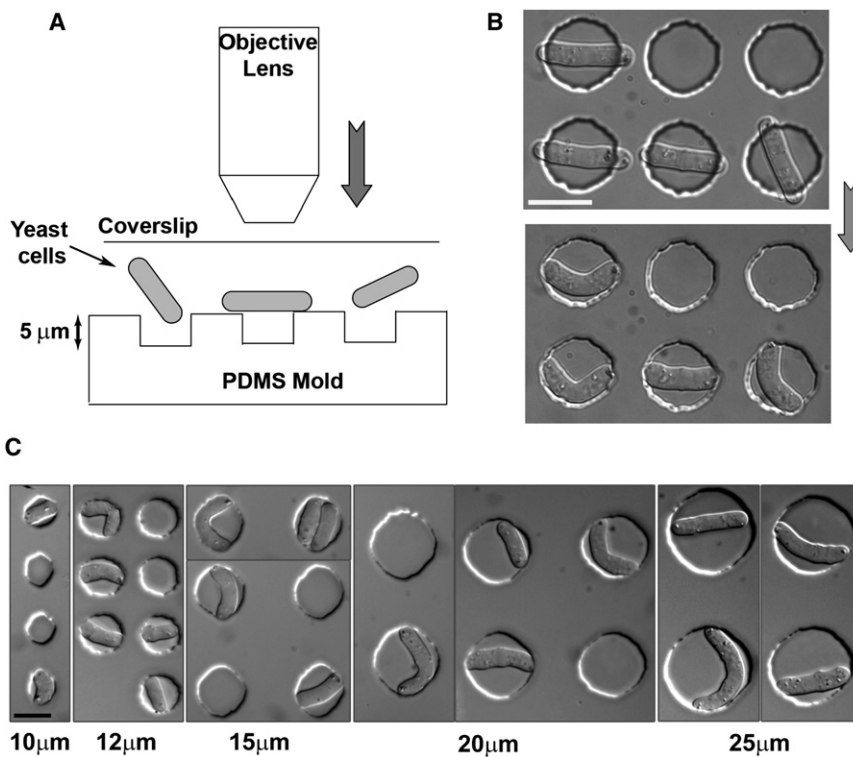 A
Objective
Lens
Coverslip
Yeast
cells
5 μm
PDMS Mold
B
C
10μm
12μm
15μm
20μm
25μm